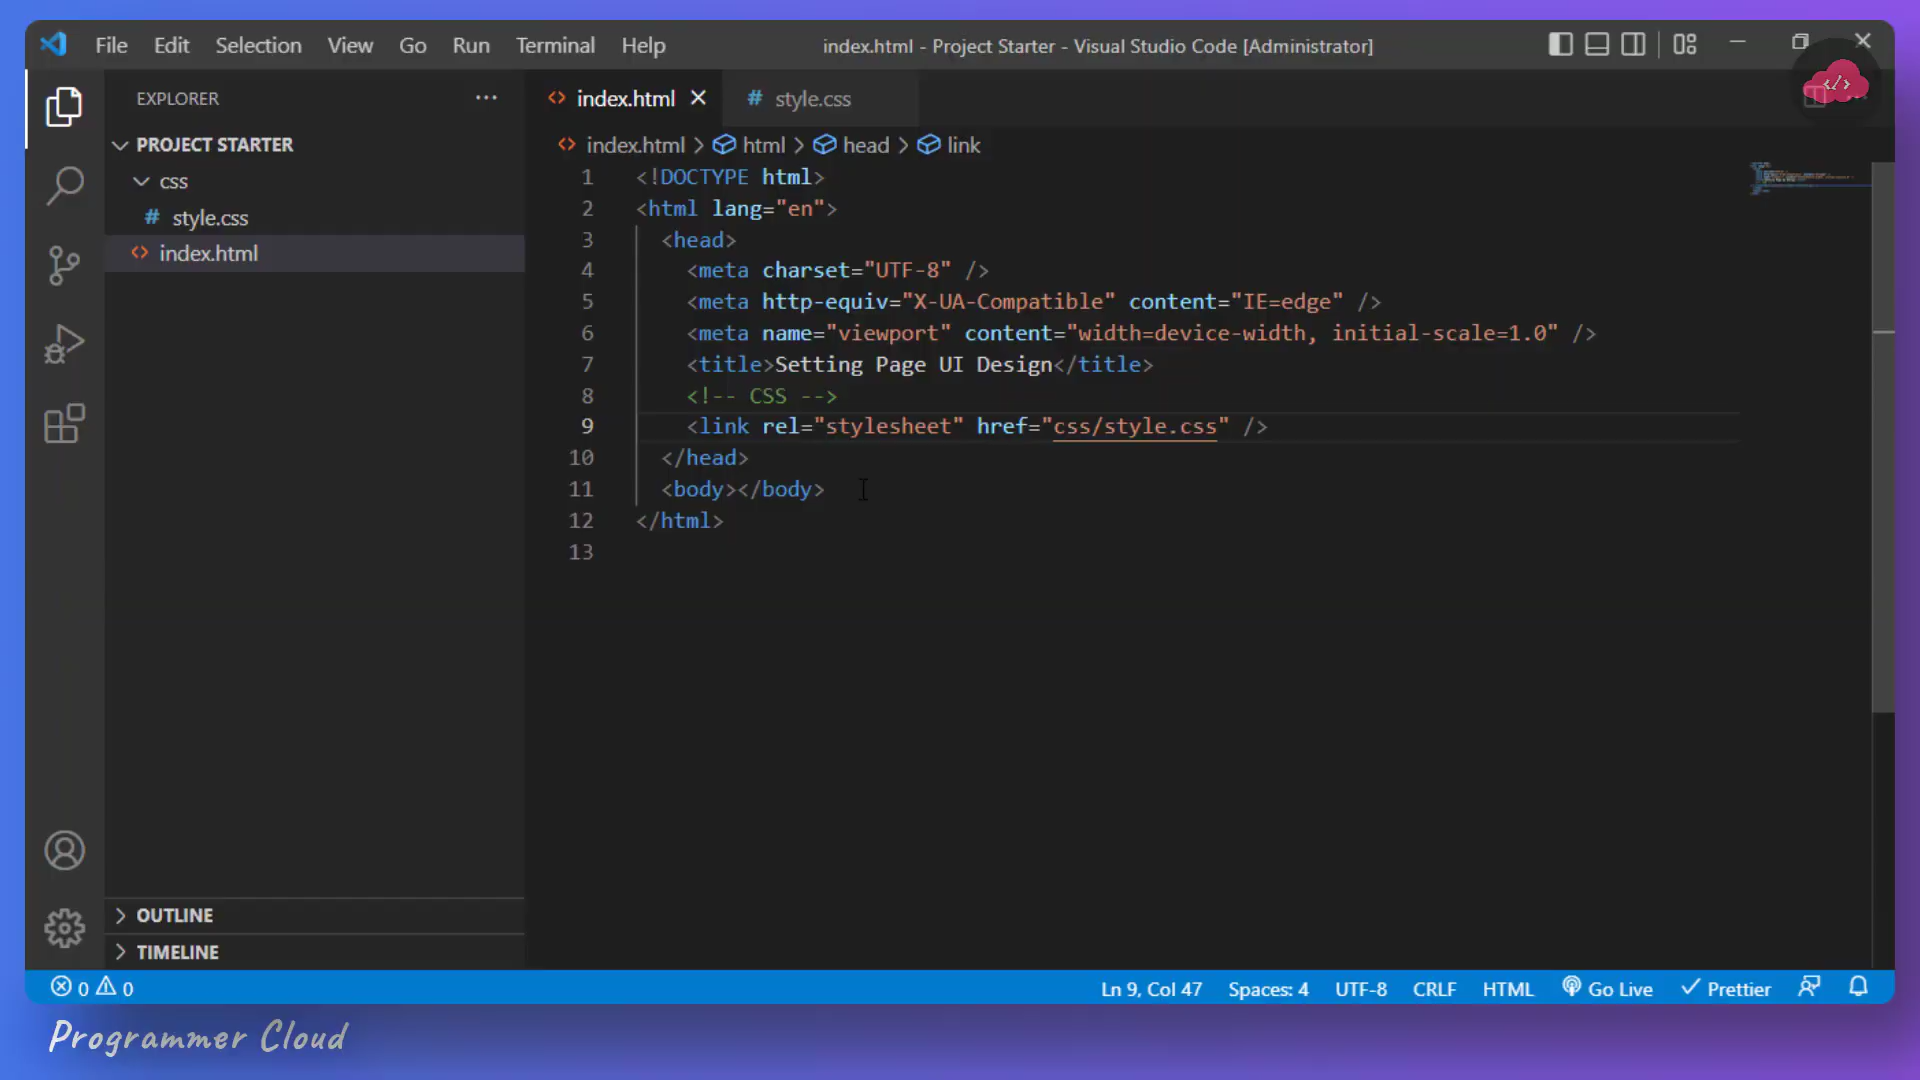 File Edit Selection View Go Run Terminal Help
index.html - Project Starter - Visual Studio Code [Administrator]
EXPLORER
PROJECT STARTER
css
# style.css
<> index.html
OUTLINE
TIMELINE
<> index.html # style.css
<> index.html > html > head > link
1 <!DOCTYPE html>
2 <html lang="en">
3 <head>
4 <meta charset="UTF-8" />
5 <meta http-equiv="X-UA-Compatible" content="IE=edge" />
6 <meta name="viewport" content="width=device-width, initial-scale=1.0" />
7 <title>Setting Page UI Design</title>
8 <!-- CSS -->
9 <link rel="stylesheet" href="css/style.css" />
10 </head>
11 <body></body>
12 </html>
13
0 0 Ln 9, Col 47 Spaces: 4 UTF-8 CRLF HTML Go Live Prettier
Programmer Cloud